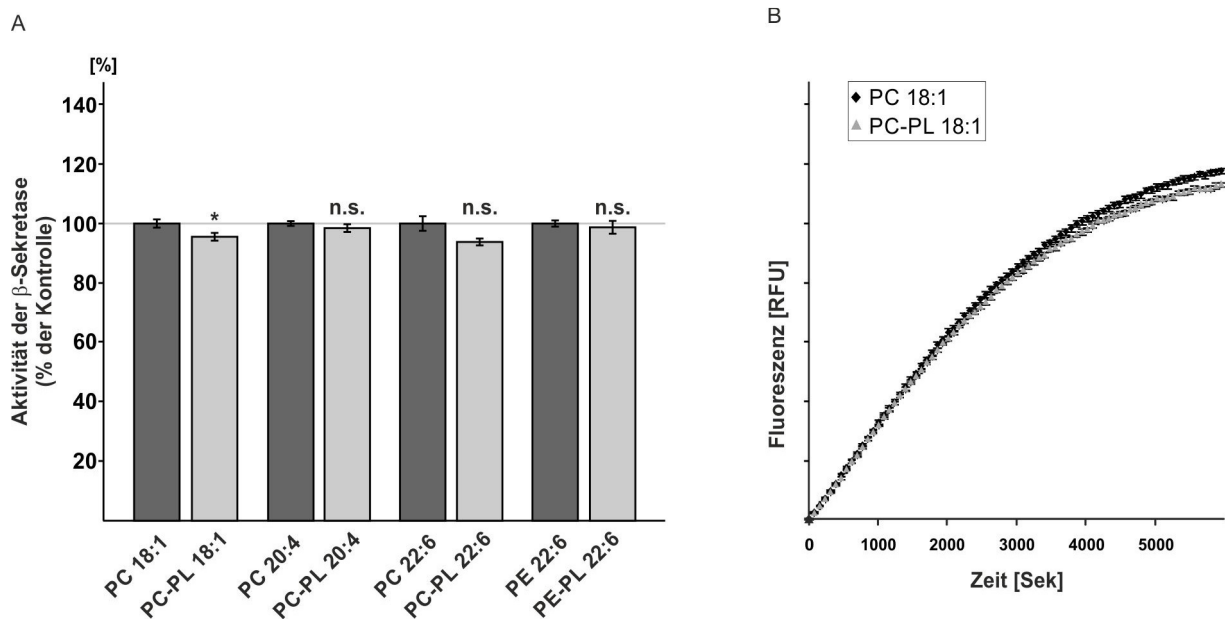 A
[%]
140
120
100
80
60
40
20
Aktivität der β-Sekretase
(% der Kontrolle)
*
n.s.
n.s.
n.s.
PC 18:1
PC-PL 18:1
PC 20:4
PC-PL 20:4
PC 22:6
PC-PL 22:6
PE 22:6
PE-PL 22:6
B
PC 18:1
PC-PL 18:1
Fluoreszenz [RFU]
0 1000 2000 3000 4000 5000
Zeit [Sek]